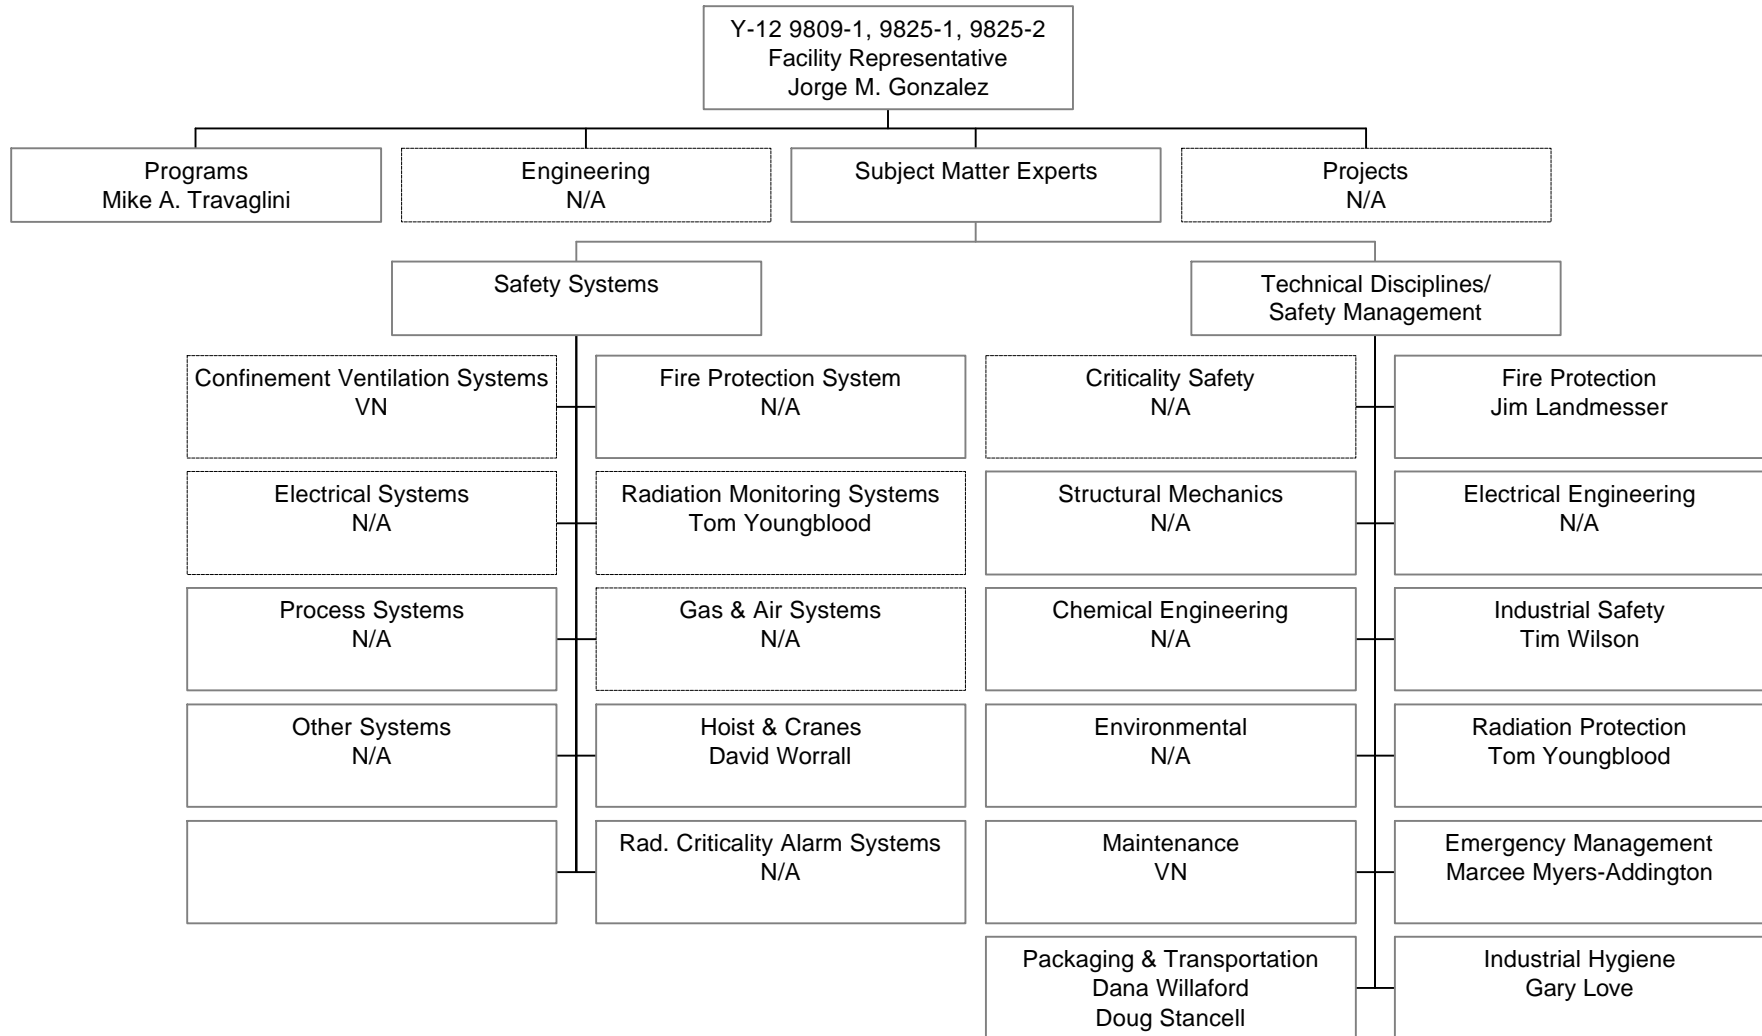 Y-12 9809-1, 9825-1, 9825-2
Facility Representative
Jorge M. Gonzalez
Programs
Mike A. Travaglini
Engineering
N/A
Subject Matter Experts
Projects
N/A
Safety Systems
Technical Disciplines/
Safety Management
Confinement Ventilation Systems
VN
Fire Protection System
N/A
Electrical Systems
N/A
Radiation Monitoring Systems
Tom Youngblood
Process Systems
N/A
Gas & Air Systems
N/A
Other Systems
N/A
Hoist & Cranes
David Worrall
Rad. Criticality Alarm Systems
N/A
Criticality Safety
N/A
Fire Protection
Jim Landmesser
Structural Mechanics
N/A
Electrical Engineering
N/A
Chemical Engineering
N/A
Industrial Safety
Tim Wilson
Environmental
N/A
Radiation Protection
Tom Youngblood
Maintenance
VN
Emergency Management
Marcee Myers-Addington
Packaging & Transportation
Dana Willaford
Doug Stancell
Industrial Hygiene
Gary Love